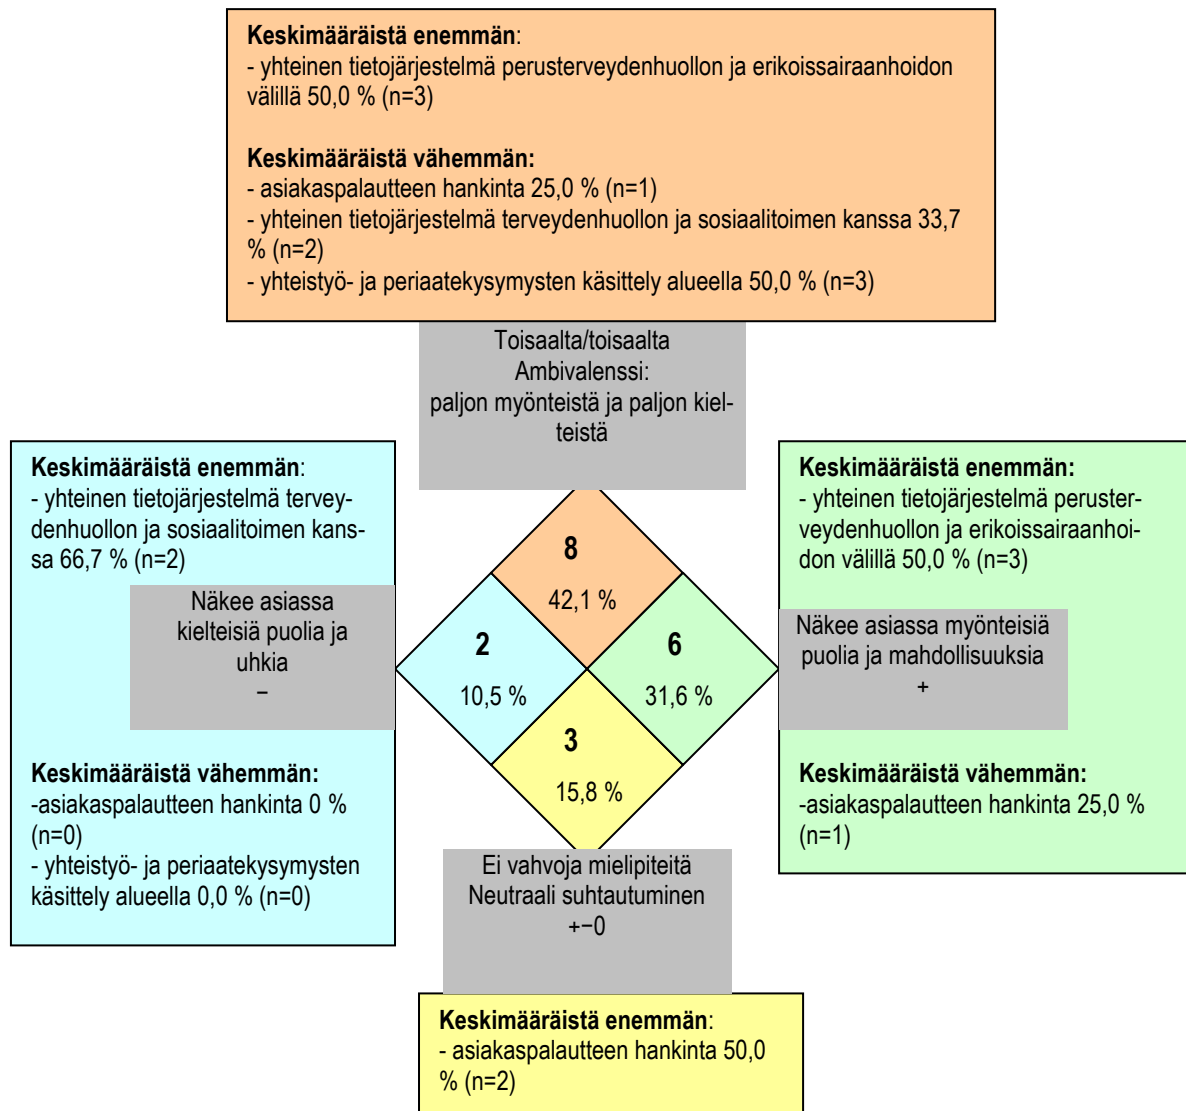 Keskimääräistä enemmän:
- yhteinen tietojärjestelmä perusterveydenhuollon ja erikoissairaanhoidon
välillä 50,0 % (n=3)
Keskimääräistä vähemmän:
- asiakaspalautteen hankinta 25,0 % (n=1)
- yhteinen tietojärjestelmä terveydenhuollon ja sosiaalitoimen kanssa 33,7
% (n=2)
- yhteistyö- ja periaatekysymysten käsittely alueella 50,0 % (n=3)
Toisaalta/toisaalta
Ambivalenssi:
paljon myönteistä ja paljon kiel-
teistä
Keskimääräistä enemmän:
- yhteinen tietojärjestelmä tervey-
denhuollon ja sosiaalitoimen kans-
sa 66,7 % (n=2)
Näkee asiassa
kielteisiä puolia ja
uhkia
–
Keskimääräistä vähemmän:
-asiakaspalautteen hankinta 0 %
(n=0)
- yhteistyö- ja periaatekysymysten
käsittely alueella 0,0 % (n=0)
8
42,1 %
2
10,5 %
6
31,6 %
3
15,8 %
Keskimääräistä enemmän:
- yhteinen tietojärjestelmä peruster-
veydenhuollon ja erikoissairaanhoi-
don välillä 50,0 % (n=3)
Näkee asiassa myönteisiä
puolia ja mahdollisuuksia
+
Keskimääräistä vähemmän:
-asiakaspalautteen hankinta 25,0 %
(n=1)
Ei vahvoja mielipiteitä
Neutraali suhtautuminen
+−0
Keskimääräistä enemmän:
- asiakaspalautteen hankinta 50,0
% (n=2)